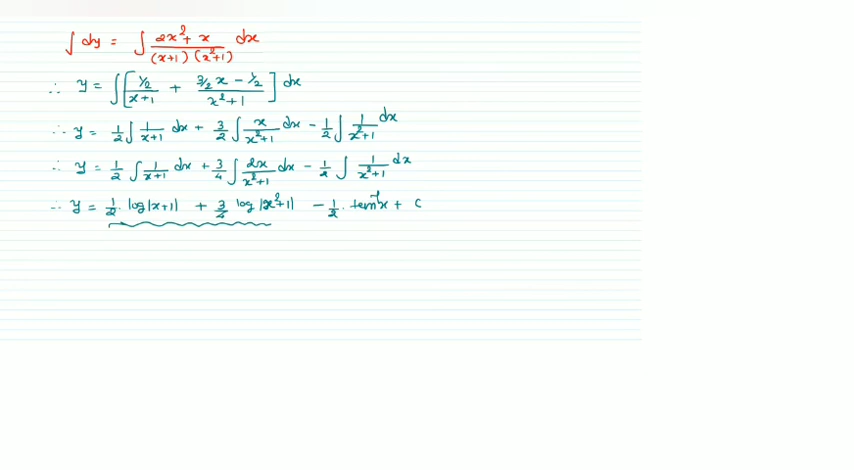 ∫ dy = ∫ (2x² + x)/((x+1)(x²+1)) dx
∴ y = ∫ [ (1/2)/(x+1) + (3/2 x − 1/2)/(x²+1) ] dx
∴ y = 1/2 ∫ 1/(x+1) dx + 3/2 ∫ x/(x²+1) dx − 1/2 ∫ 1/(x²+1) dx
∴ y = 1/2 ∫ 1/(x+1) dx + 3/4 ∫ 2x/(x²+1) dx − 1/2 ∫ 1/(x²+1) dx
∴ y = 1/2 · log|x+1| + 3/4 log|x²+1| − 1/2 · tan⁻¹x + c